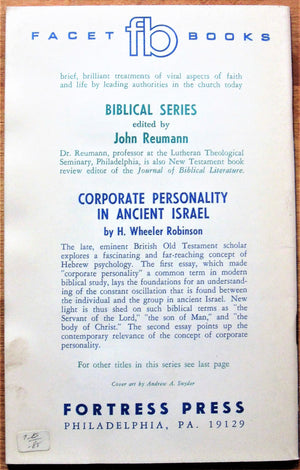 FACET fb BOOKS
brief, brilliant treatments of vital aspects of faith
and life by leading authorities in the church today
BIBLICAL SERIES
edited by
John Reumann
Dr. Reumann, professor at the Lutheran Theological
Seminary, Philadelphia, is also New Testament book
review editor of the Journal of Biblical Literature.
CORPORATE PERSONALITY
IN ANCIENT ISRAEL
by H. Wheeler Robinson
The late, eminent British Old Testament scholar
explores a fascinating and far-reaching concept of
Hebrew psychology. The first essay, which made
"corporate personality" a common term in modern
biblical study, lays the foundations for an understand-
ing of the constant oscillation that is found between
the individual and the group in ancient Israel. New
light is thus shed on such biblical terms as "the
Servant of the Lord," "the son of Man," and "the
body of Christ." The second essay points up the
contemporary relevance of the concept of corporate
personality.
For other titles in this series see last page
Cover art by Andrew A. Snyder
FORTRESS PRESS
PHILADELPHIA, PA. 19129
.85